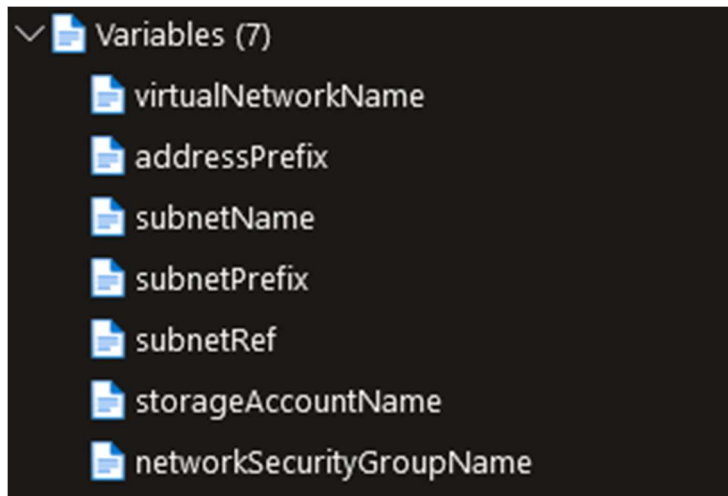 Variables (7)
virtualNetworkName
addressPrefix
subnetName
subnetPrefix
subnetRef
storageAccountName
networkSecurityGroupName